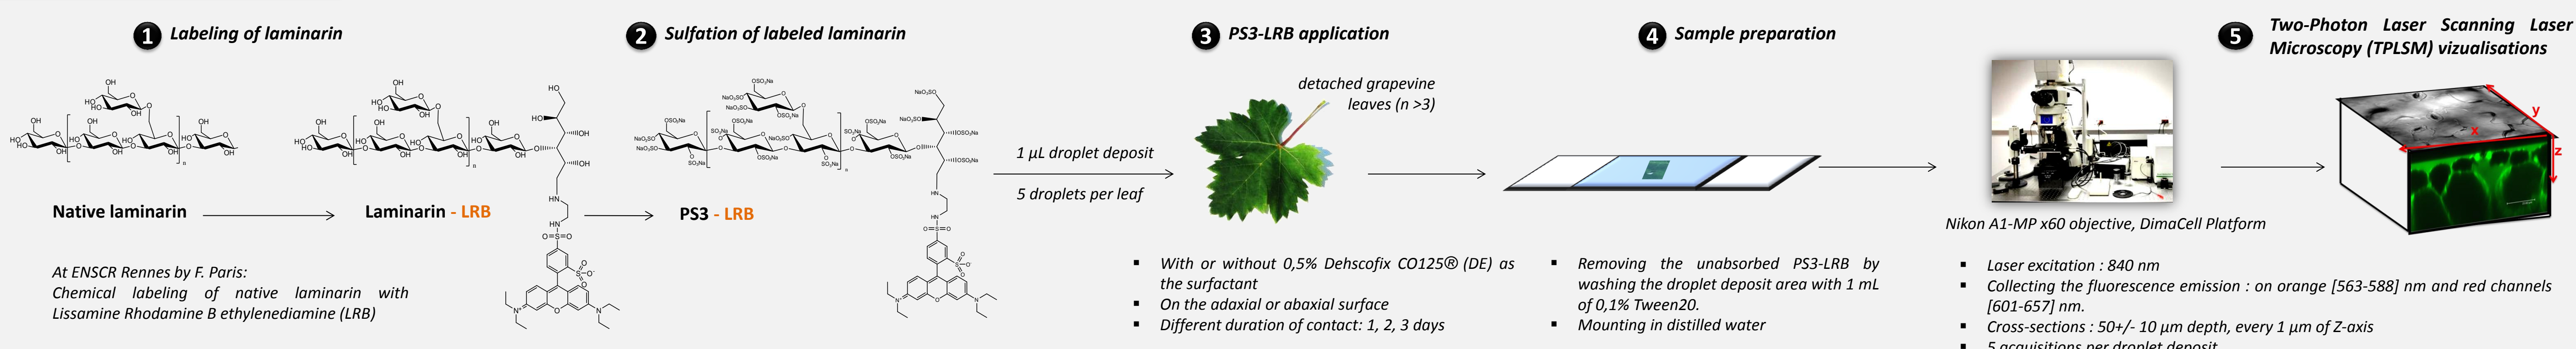 1 Labeling of laminarin
Native laminarin
Laminarin - LRB
At ENSCR Rennes by F. Paris:
Chemical labeling of native laminarin with
Lissamine Rhodamine B ethylenediamine (LRB)
2 Sulfation of labeled laminarin
PS3 - LRB
1 µL droplet deposit
5 droplets per leaf
3 PS3-LRB application
detached grapevine
leaves (n >3)
▪ With or without 0,5% Dehscofix CO125® (DE) as
the surfactant
▪ On the adaxial or abaxial surface
▪ Different duration of contact: 1, 2, 3 days
4 Sample preparation
▪ Removing the unabsorbed PS3-LRB by
washing the droplet deposit area with 1 mL
of 0,1% Tween20.
▪ Mounting in distilled water
5 Two-Photon Laser Scanning Laser
Microscopy (TPLSM) vizualisations
x
y
z
Nikon A1-MP x60 objective, DimaCell Platform
▪ Laser excitation : 840 nm
▪ Collecting the fluorescence emission : on orange [563-588] nm and red channels
[601-657] nm.
▪ Cross-sections : 50+/- 10 µm depth, every 1 µm of Z-axis
▪ 5 acquisitions per droplet deposit